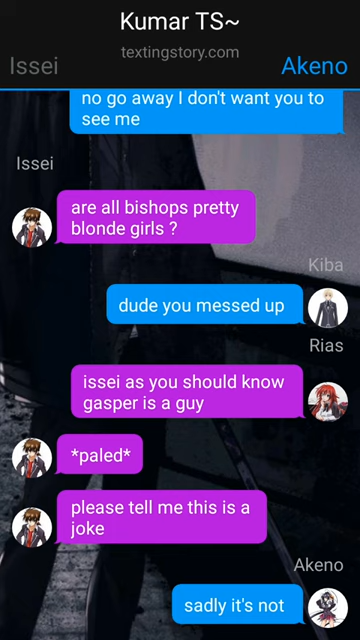 Kumar TS~
textingstory.com
Issei
Akeno
no go away I don't want you to
see me
Issei
are all bishops pretty
blonde girls ?
Kiba
dude you messed up
Rias
issei as you should know
gasper is a guy
*paled*
please tell me this is a
joke
Akeno
sadly it's not